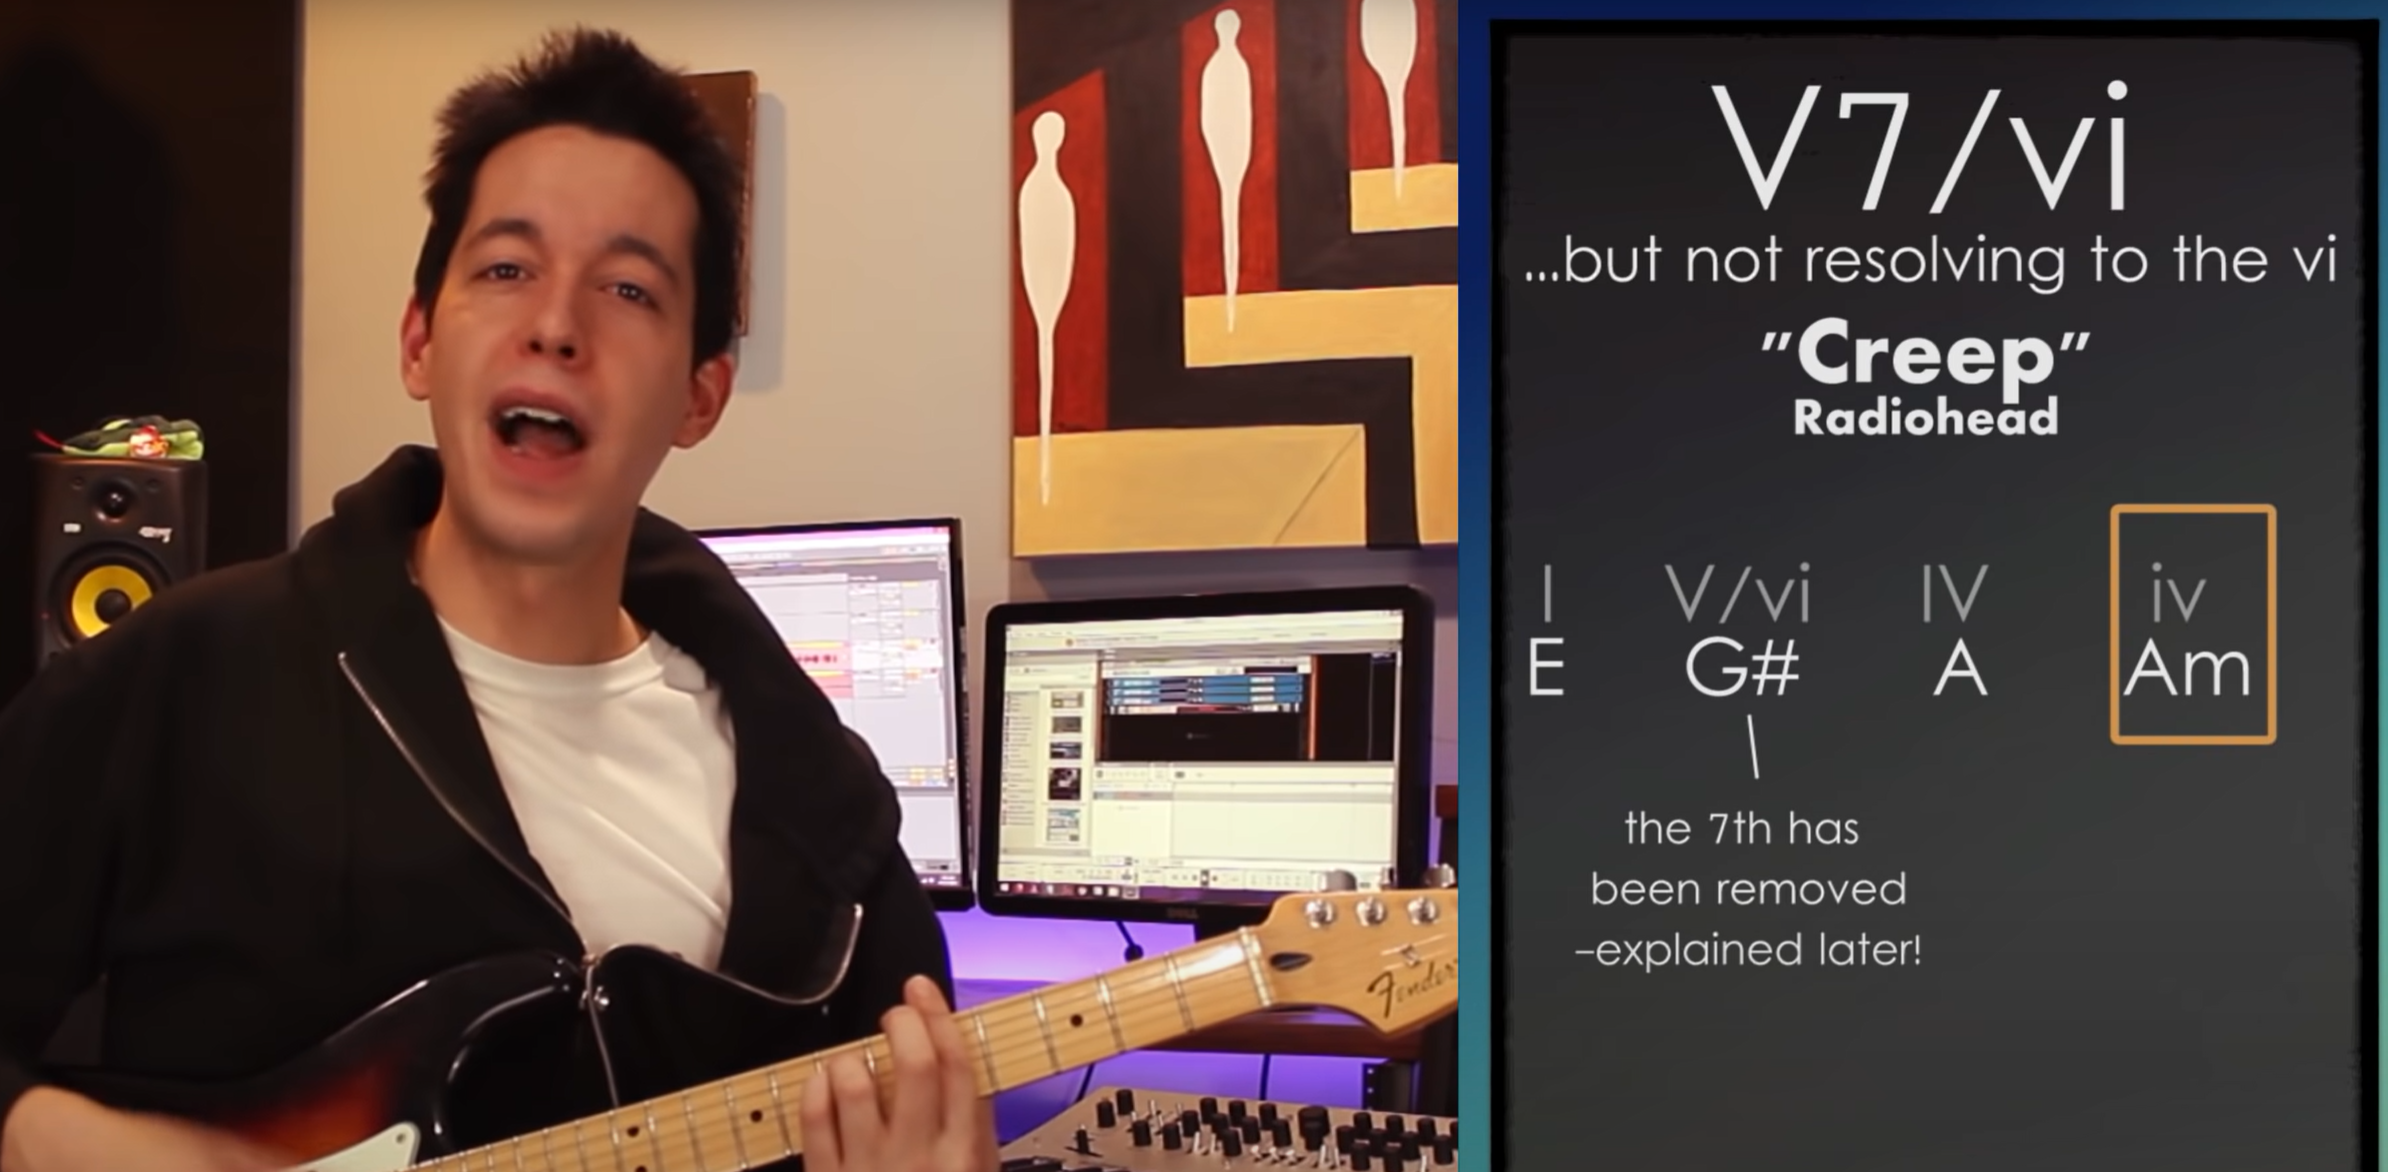 V7/vi
...but not resolving to the vi
"Creep"
Radiohead
I V/vi IV iv
E G# A Am
the 7th has
been removed
–explained later!
DELL
Fender